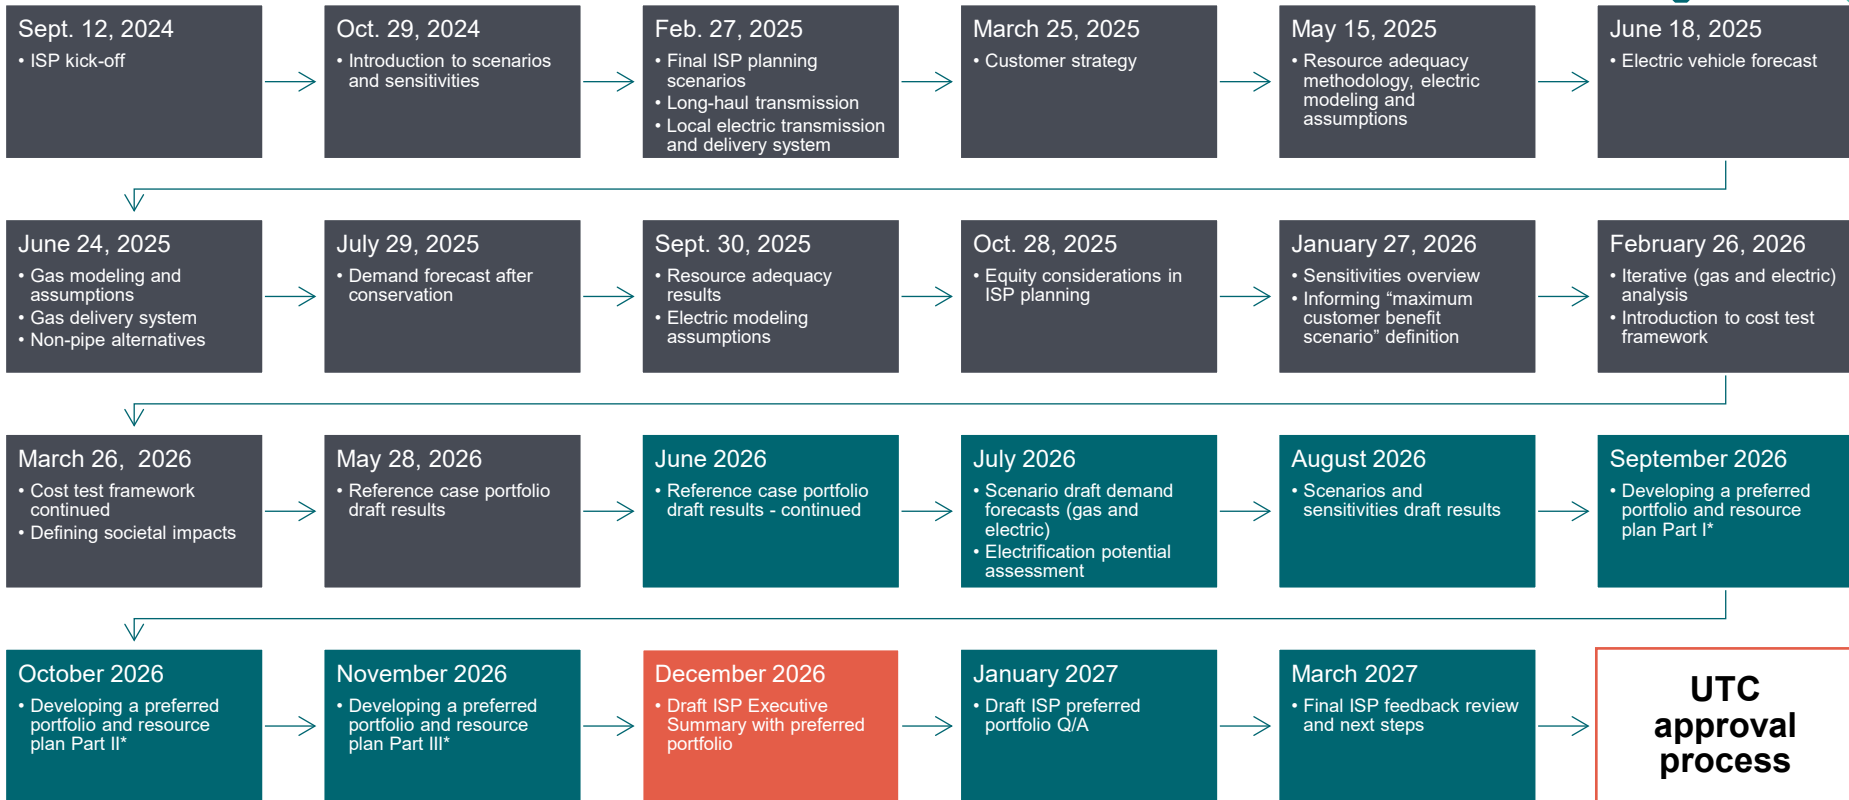 Sept. 12, 2024
• ISP kick-off
Oct. 29, 2024
• Introduction to scenarios
and sensitivities
Feb. 27, 2025
• Final ISP planning
scenarios
• Long-haul transmission
• Local electric transmission
and delivery system
March 25, 2025
• Customer strategy
May 15, 2025
• Resource adequacy
methodology, electric
modeling and
assumptions
June 18, 2025
• Electric vehicle forecast
June 24, 2025
• Gas modeling and
assumptions
• Gas delivery system
• Non-pipe alternatives
July 29, 2025
• Demand forecast after
conservation
Sept. 30, 2025
• Resource adequacy
results
• Electric modeling
assumptions
Oct. 28, 2025
• Equity considerations in
ISP planning
January 27, 2026
• Sensitivities overview
• Informing “maximum
customer benefit
scenario” definition
February 26, 2026
• Iterative (gas and electric)
analysis
• Introduction to cost test
framework
March 26,  2026
• Cost test framework
continued
• Defining societal impacts
May 28, 2026
• Reference case portfolio
draft results
June 2026
• Reference case portfolio
draft results - continued
July 2026
• Scenario draft demand
forecasts (gas and
electric)
• Electrification potential
assessment
August 2026
• Scenarios and
sensitivities draft results
September 2026
• Developing a preferred
portfolio and resource
plan Part I*
October 2026
• Developing a preferred
portfolio and resource
plan Part II*
November 2026
• Developing a preferred
portfolio and resource
plan Part III*
December 2026
• Draft ISP Executive
Summary with preferred
portfolio
January 2027
• Draft ISP preferred
portfolio Q/A
March 2027
• Final ISP feedback review
and next steps
UTC
approval
process